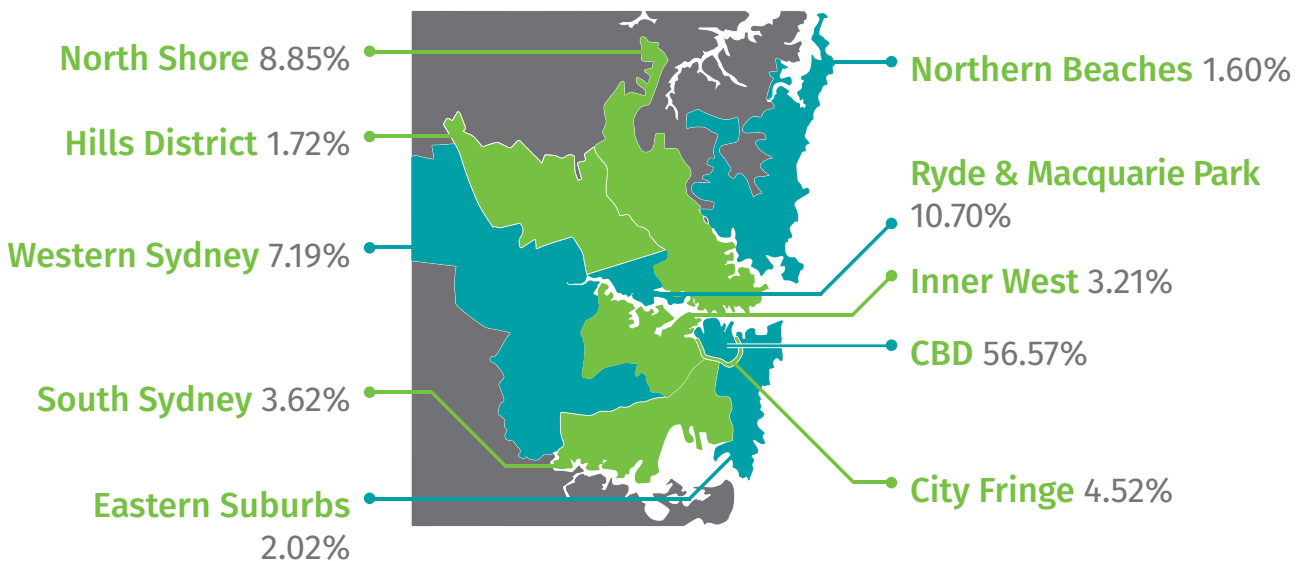 North Shore 8.85%
Hills District 1.72%
Western Sydney 7.19%
South Sydney 3.62%
Eastern Suburbs
2.02%
Northern Beaches 1.60%
Ryde & Macquarie Park
10.70%
Inner West 3.21%
CBD 56.57%
City Fringe 4.52%